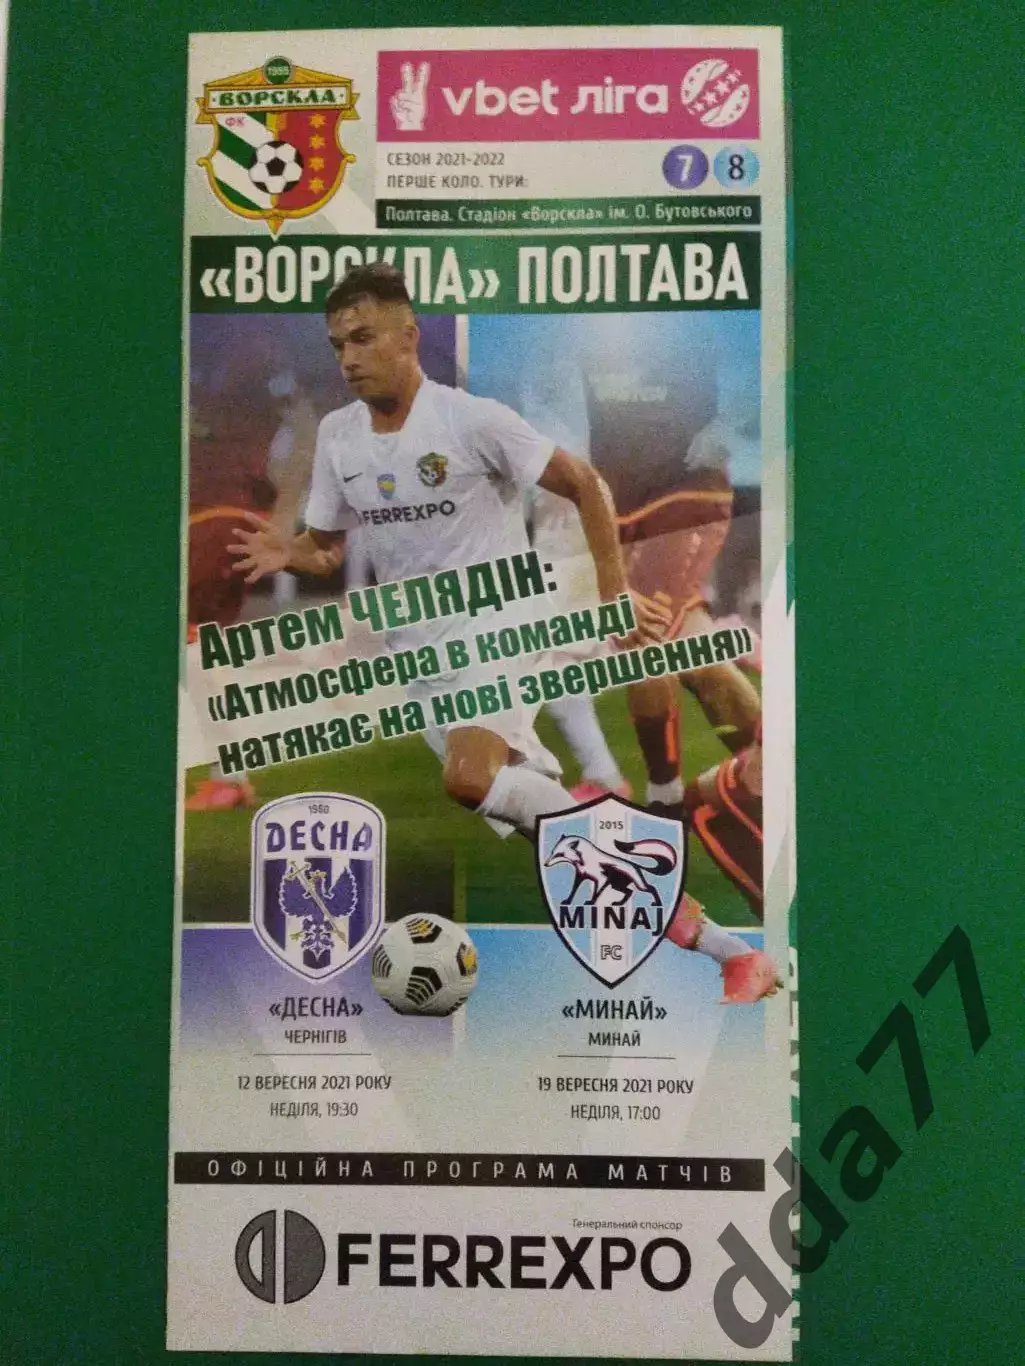 1955
ВОРСКЛА
ФК
vbet ліга
СЕЗОН 2021-2022
ПЕРШЕ КОЛО. ТУРИ:
7 8
Полтава. Стадіон «Ворскла» ім. О. Бутовського
«ВОРСКЛА» ПОЛТАВА
FERREXPO
Артем ЧЕЛЯДІН:
«Атмосфера в команді
натякає на нові звершення»
1960
ДЕСНА
2015
MINAJ
FC
«ДЕСНА»
ЧЕРНІГІВ
12 ВЕРЕСНЯ 2021 РОКУ
НЕДІЛЯ, 19:30
«МИНАЙ»
МИНАЙ
19 ВЕРЕСНЯ 2021 РОКУ
НЕДІЛЯ, 17:00
ОФІЦІЙНА ПРОГРАМА МАТЧІВ
Генеральний спонсор
FERREXPO
dda77